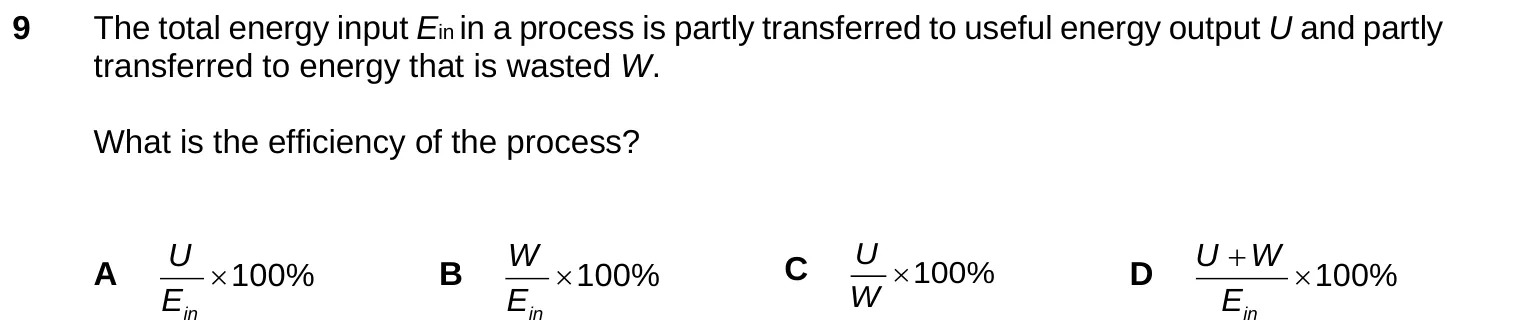 9 The total energy input Ein in a process is partly transferred to useful energy output U and partly
transferred to energy that is wasted W.
What is the efficiency of the process?
A U/Ein ×100% B W/Ein ×100% C U/W ×100% D U+W/Ein ×100%